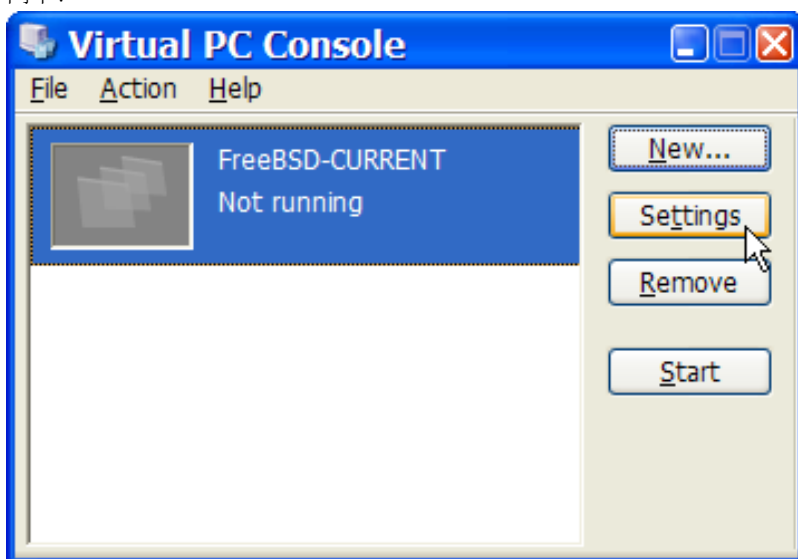 Virtual PC Console
File Action Help
FreeBSD-CURRENT
Not running
New...
Settings
Remove
Start